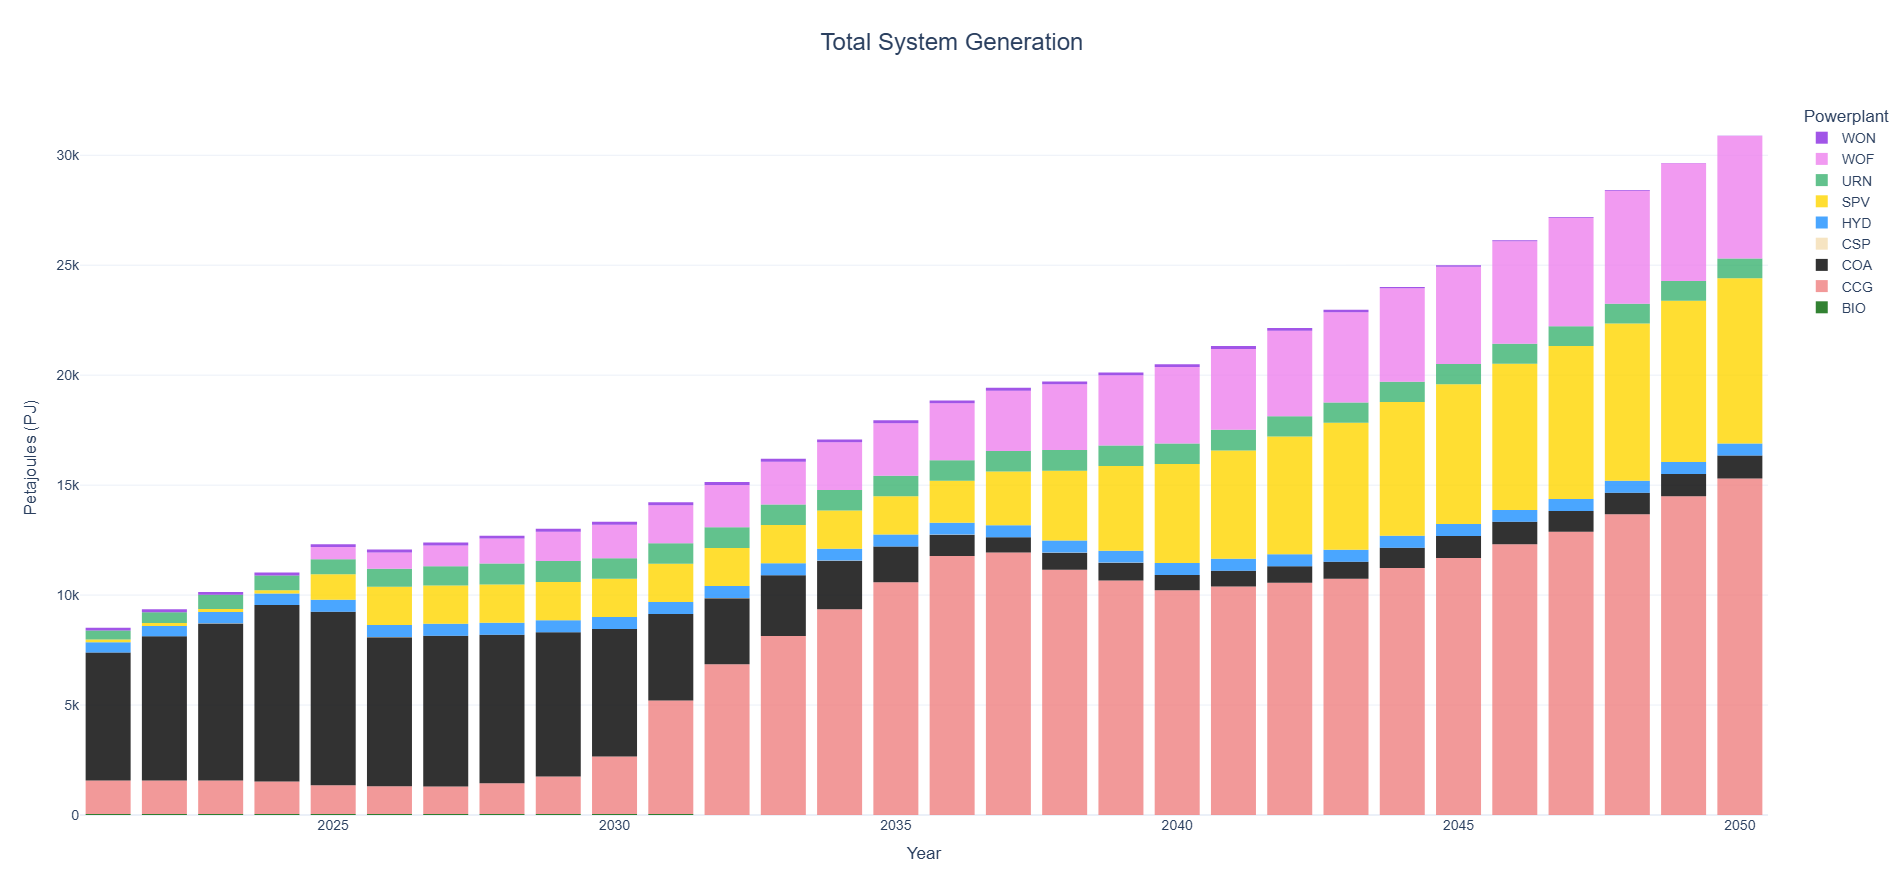 Total System Generation
Powerplant
WON
WOF
URN
SPV
HYD
CSP
COA
CCG
BIO
30k
25k
20k
15k
10k
5k
0
Petajoules (PJ)
2025
2030
2035
2040
2045
2050
Year